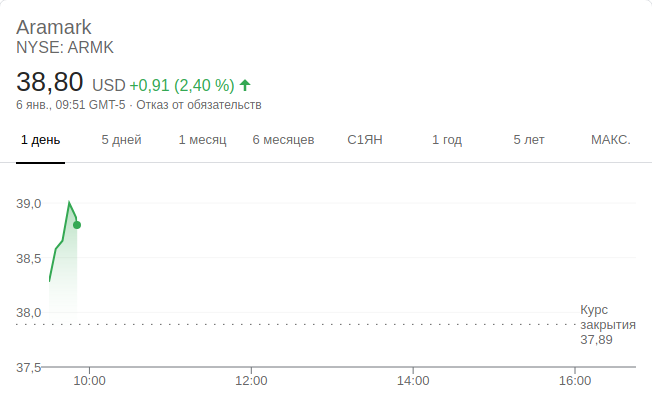 Aramark
NYSE: ARMK
38,80 USD +0,91 (2,40 %)
6 янв., 09:51 GMT-5 · Отказ от обязательств
1 день 5 дней 1 месяц 6 месяцев С1ЯН 1 год 5 лет МАКС.
39,0
38,5
38,0
Курс
закрытия
37,89
37,5
10:00 12:00 14:00 16:00